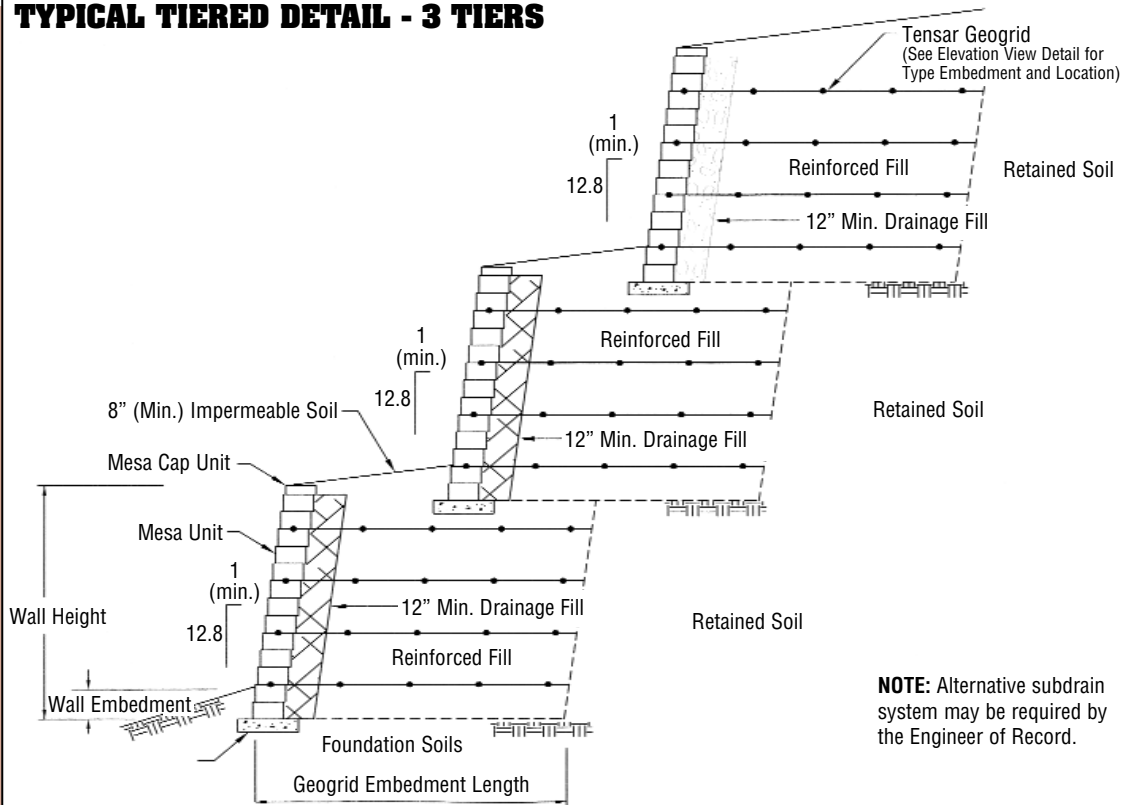 TYPICAL TIERED DETAIL - 3 TIERS
Tensar Geogrid
(See Elevation View Detail for
Type Embedment and Location)
1
(min.)
12.8
Reinforced Fill
Retained Soil
12” Min. Drainage Fill
1
(min.)
12.8
Reinforced Fill
Retained Soil
12” Min. Drainage Fill
8” (Min.) Impermeable Soil
Mesa Cap Unit
Mesa Unit
1
(min.)
12.8
12” Min. Drainage Fill
Wall Height
Retained Soil
Reinforced Fill
Wall Embedment
NOTE: Alternative subdrain
system may be required by
the Engineer of Record.
Foundation Soils
Geogrid Embedment Length